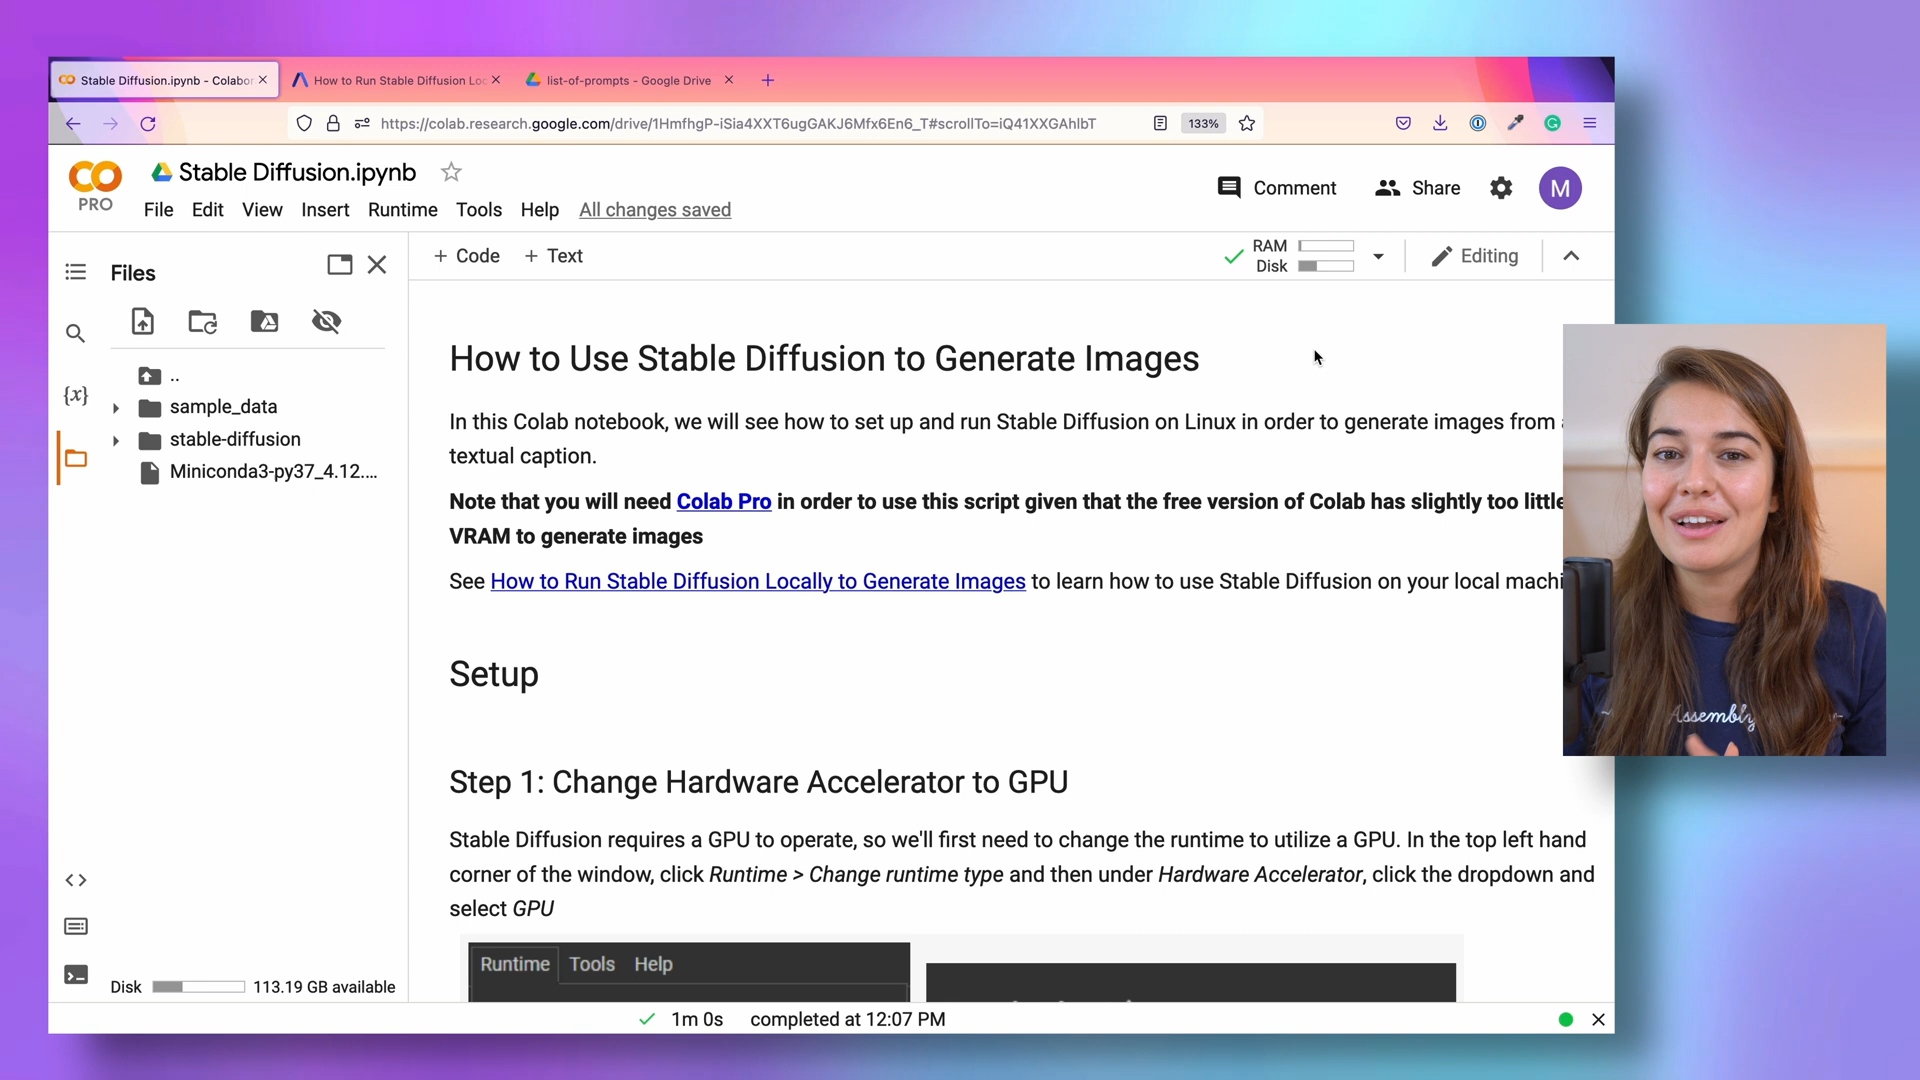 Stable Diffusion.ipynb - Colabor
How to Run Stable Diffusion Loc
list-of-prompts - Google Drive
https://colab.research.google.com/drive/1HmfhgP-iSia4XXT6ugGAKJ6Mfx6En6_T#scrollTo=iQ41XXGAhlbT
133%
PRO
Stable Diffusion.ipynb
File Edit View Insert Runtime Tools Help All changes saved
Comment
Share
M
Files
+ Code + Text
RAM
Disk
Editing
{x}
..
sample_data
stable-diffusion
Miniconda3-py37_4.12....
How to Use Stable Diffusion to Generate Images
In this Colab notebook, we will see how to set up and run Stable Diffusion on Linux in order to generate images from
textual caption.
Note that you will need Colab Pro in order to use this script given that the free version of Colab has slightly too little
VRAM to generate images
See How to Run Stable Diffusion Locally to Generate Images to learn how to use Stable Diffusion on your local machi
Setup
Step 1: Change Hardware Accelerator to GPU
Stable Diffusion requires a GPU to operate, so we'll first need to change the runtime to utilize a GPU. In the top left hand
corner of the window, click Runtime > Change runtime type and then under Hardware Accelerator, click the dropdown and
select GPU
Runtime Tools Help
Disk 113.19 GB available
1m 0s completed at 12:07 PM
Assembly